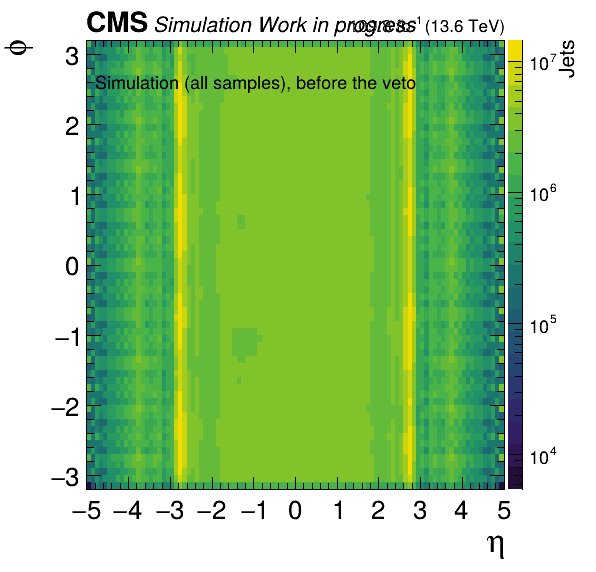 CMS Simulation Work in progress (13.6 TeV)
ϕ
Jets
Simulation (all samples), before the veto
3
2
1
0
−1
−2
−3
−5 −4 −3 −2 −1 0 1 2 3 4 5
η
10⁷
10⁶
10⁵
10⁴